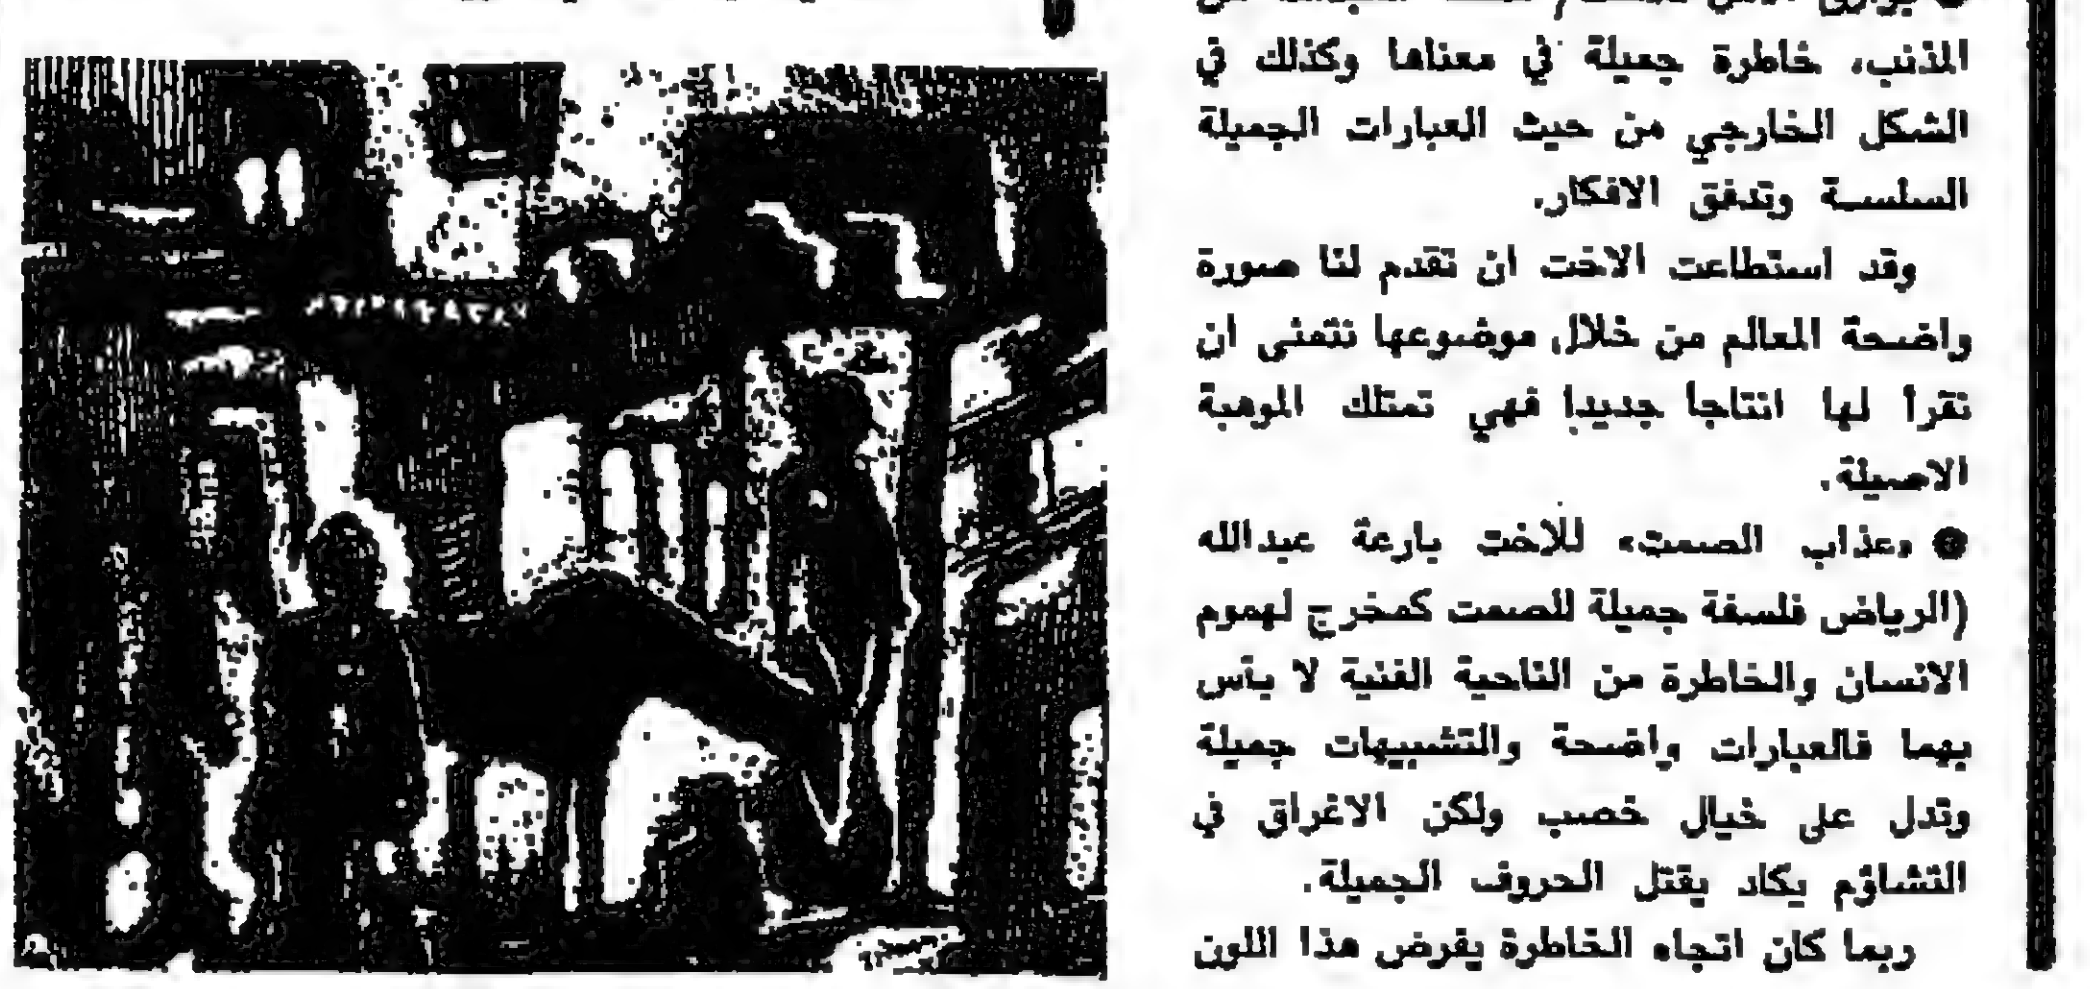 المذنب، خاطرة جميلة في معناها وكذلك في
الشكل الخارجي من حيث العبارات الجميلة
السلسة وتدفق الافكار.
وقد استطاعت الاخت ان تقدم لنا صورة
واضحة المعالم من خلال موضوعها نتمنى ان
نقرأ لها انتاجا جديدا فهي تمتلك الموهبة
الاصيلة.
● «عذاب الصمت» للاخت يارعة عبدالله
(الرياض فلسفة جميلة للصمت كمخرج لهموم
الانسان والخاطرة من الناحية الفنية لا بأس
بهما فالعبارات واضحة والتشبيهات جميلة
وتدل على خيال خصب ولكن الاغراق في
التشاؤم يكاد يقتل الحروف الجميلة.
ربما كان اتجاه الخاطرة يفرض هذا اللون